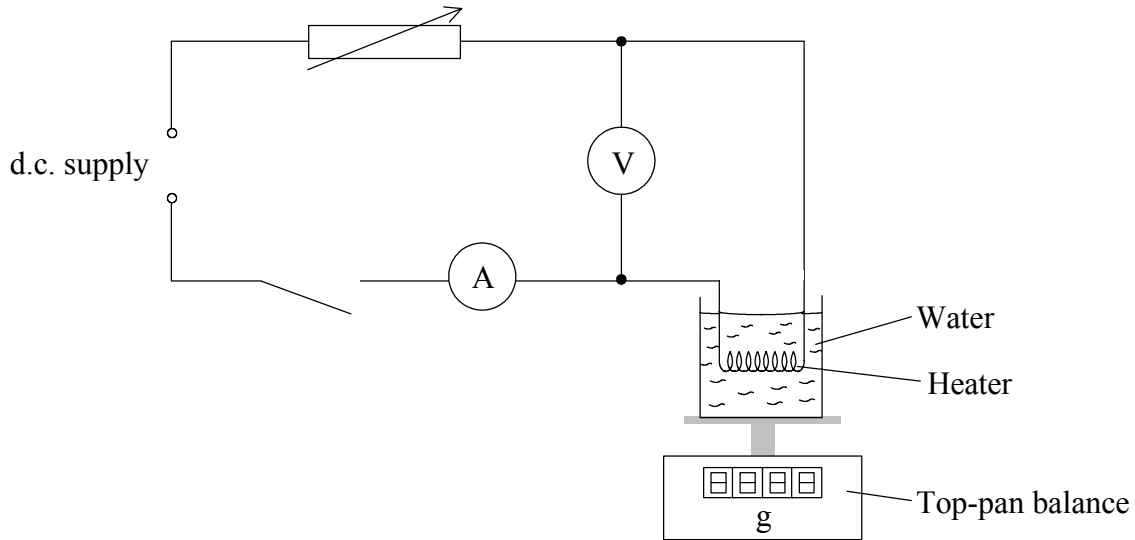 d.c. supply
V
A
Water
Heater
Top-pan balance
g